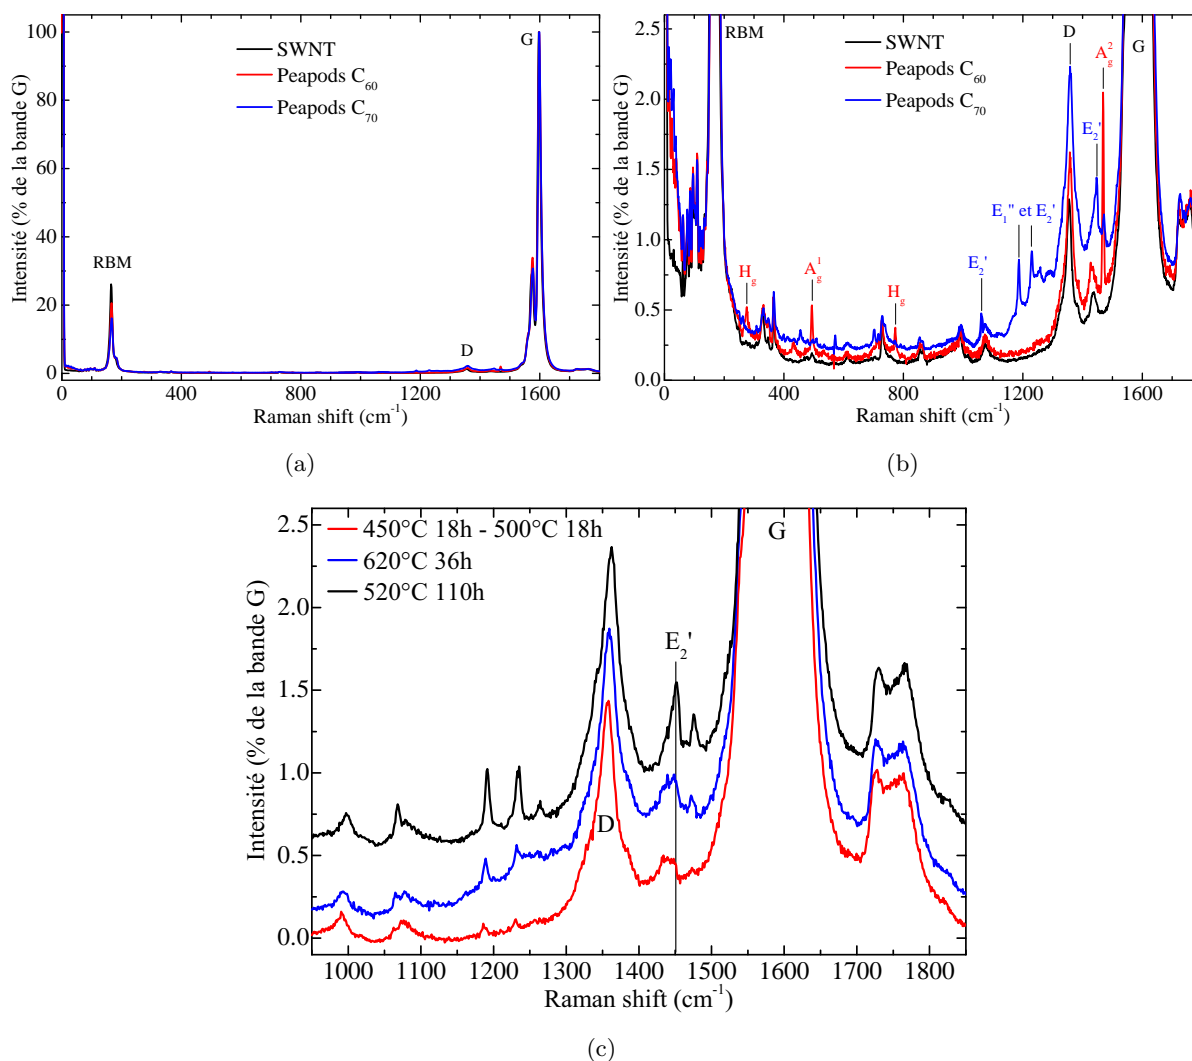 100
80
60
40
20
0
Intensité (% de la bande G)
SWNT
Peapods C60
Peapods C70
G
RBM
D
0
400
800
1200
1600
Raman shift (cm-1)
(a)
2.5
2.0
1.5
1.0
0.5
0.0
Intensité (% de la bande G)
RBM
SWNT
Peapods C60
Peapods C70
D
G
Ag2
E2'
E1'' et E2'
E2'
Hg
Ag1
Hg
0
400
800
1200
1600
Raman shift (cm-1)
(b)
2.5
2.0
1.5
1.0
0.5
0.0
Intensité (% de la bande G)
450°C 18h - 500°C 18h
620°C 36h
520°C 110h
G
E2'
D
1000
1100
1200
1300
1400
1500
1600
1700
1800
Raman shift (cm-1)
(c)